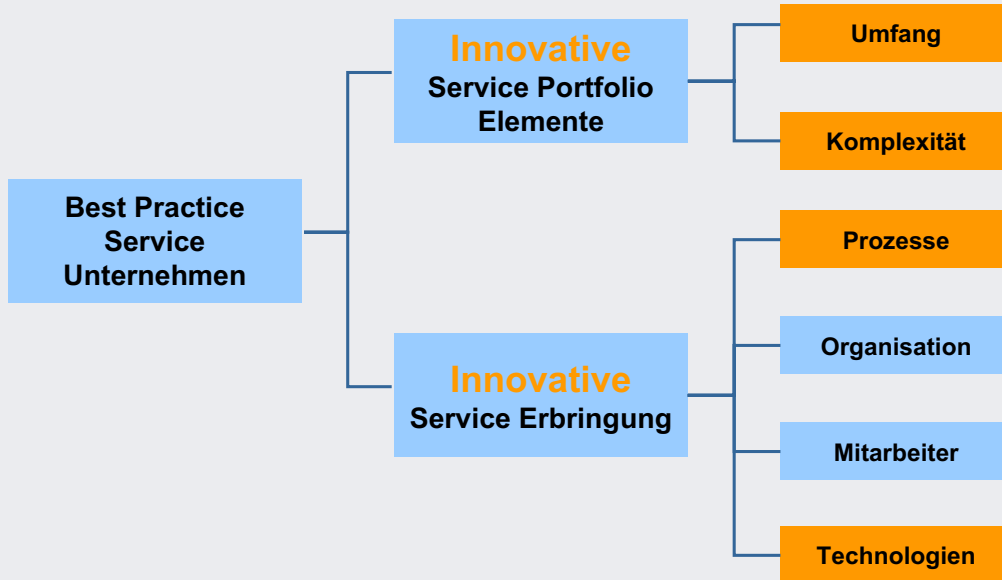 Best Practice
Service
Unternehmen
Innovative
Service Portfolio
Elemente
Umfang
Komplexität
Innovative
Service Erbringung
Prozesse
Organisation
Mitarbeiter
Technologien